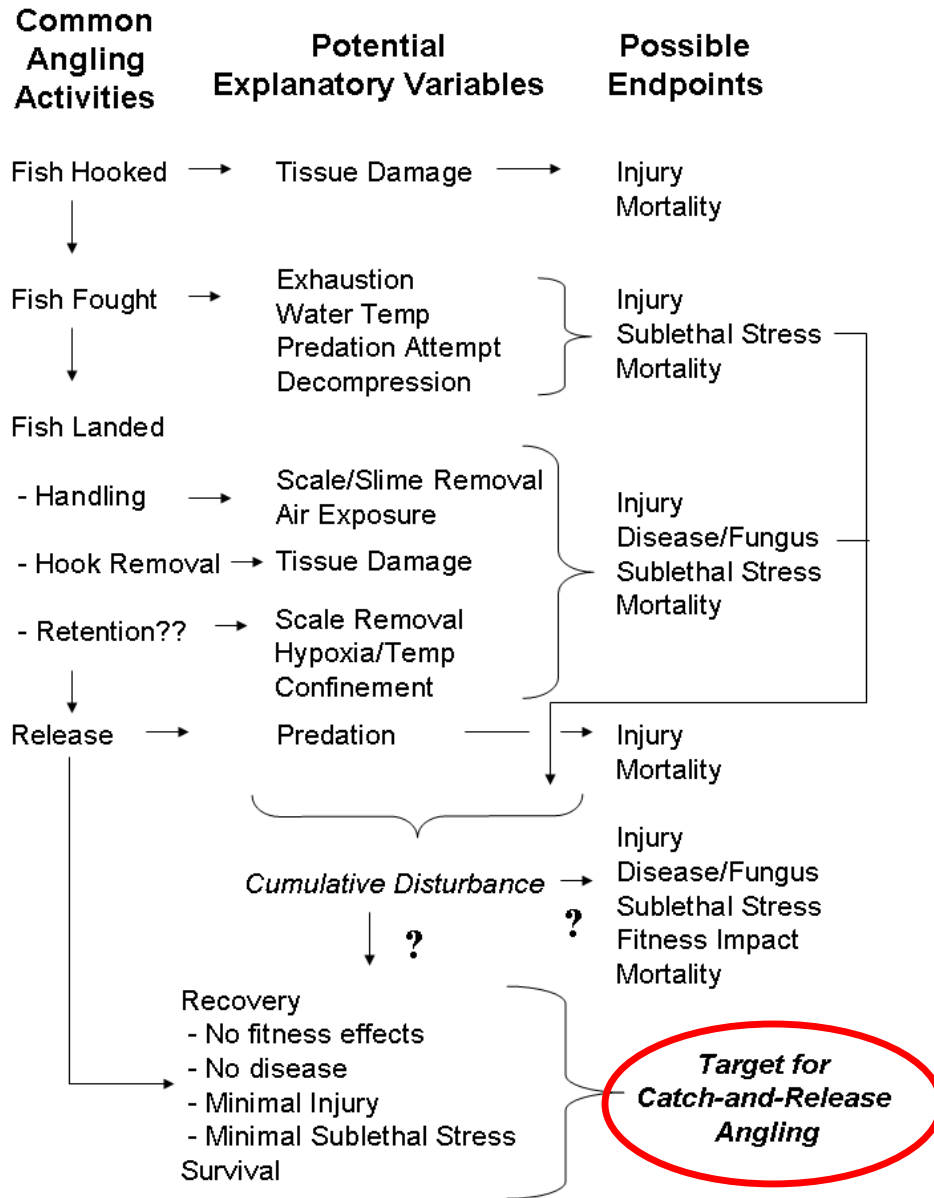 Common
Angling
Activities
Potential
Explanatory Variables
Possible
Endpoints
Fish Hooked
Tissue Damage
Injury
Mortality
Fish Fought
Exhaustion
Water Temp
Predation Attempt
Decompression
Injury
Sublethal Stress
Mortality
Fish Landed
- Handling
Scale/Slime Removal
Air Exposure
- Hook Removal
Tissue Damage
- Retention??
Scale Removal
Hypoxia/Temp
Confinement
Injury
Disease/Fungus
Sublethal Stress
Mortality
Release
Predation
Injury
Mortality
Cumulative Disturbance
?
?
Injury
Disease/Fungus
Sublethal Stress
Fitness Impact
Mortality
Recovery
- No fitness effects
- No disease
- Minimal Injury
- Minimal Sublethal Stress
Survival
Target for
Catch-and-Release
Angling